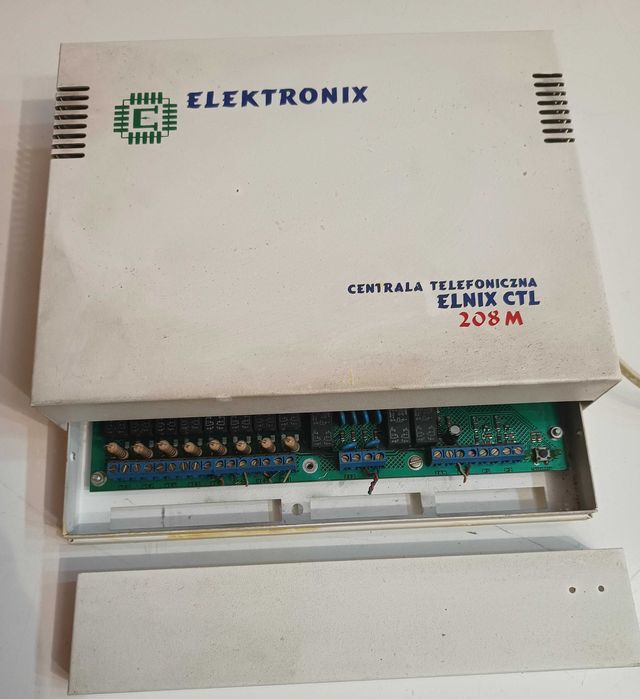 E
ELEKTRONIX
CENTRALA TELEFONICZNA
ELNIX CTL
208 M